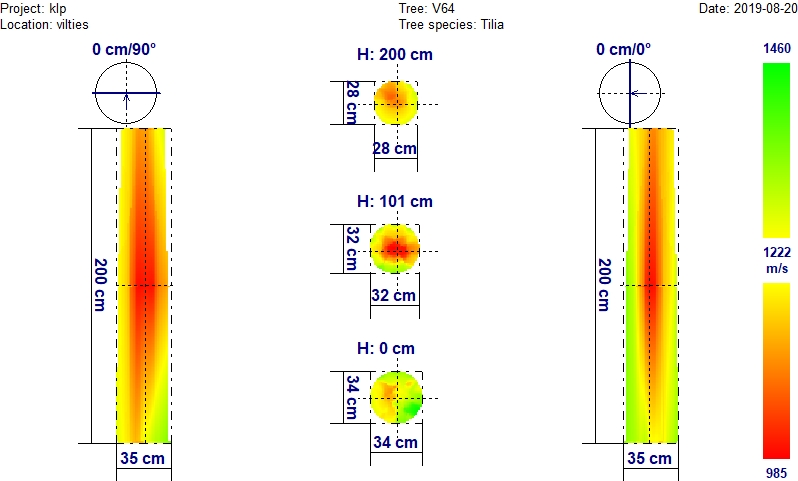 Project: klp
Tree: V64
Date: 2019-08-20
Location: vilties
Tree species: Tilia
0 cm/90°
H: 200 cm
0 cm/0°
1460
28 cm
28 cm
H: 101 cm
32 cm
1222
m/s
200 cm
200 cm
32 cm
H: 0 cm
34 cm
34 cm
35 cm
35 cm
985